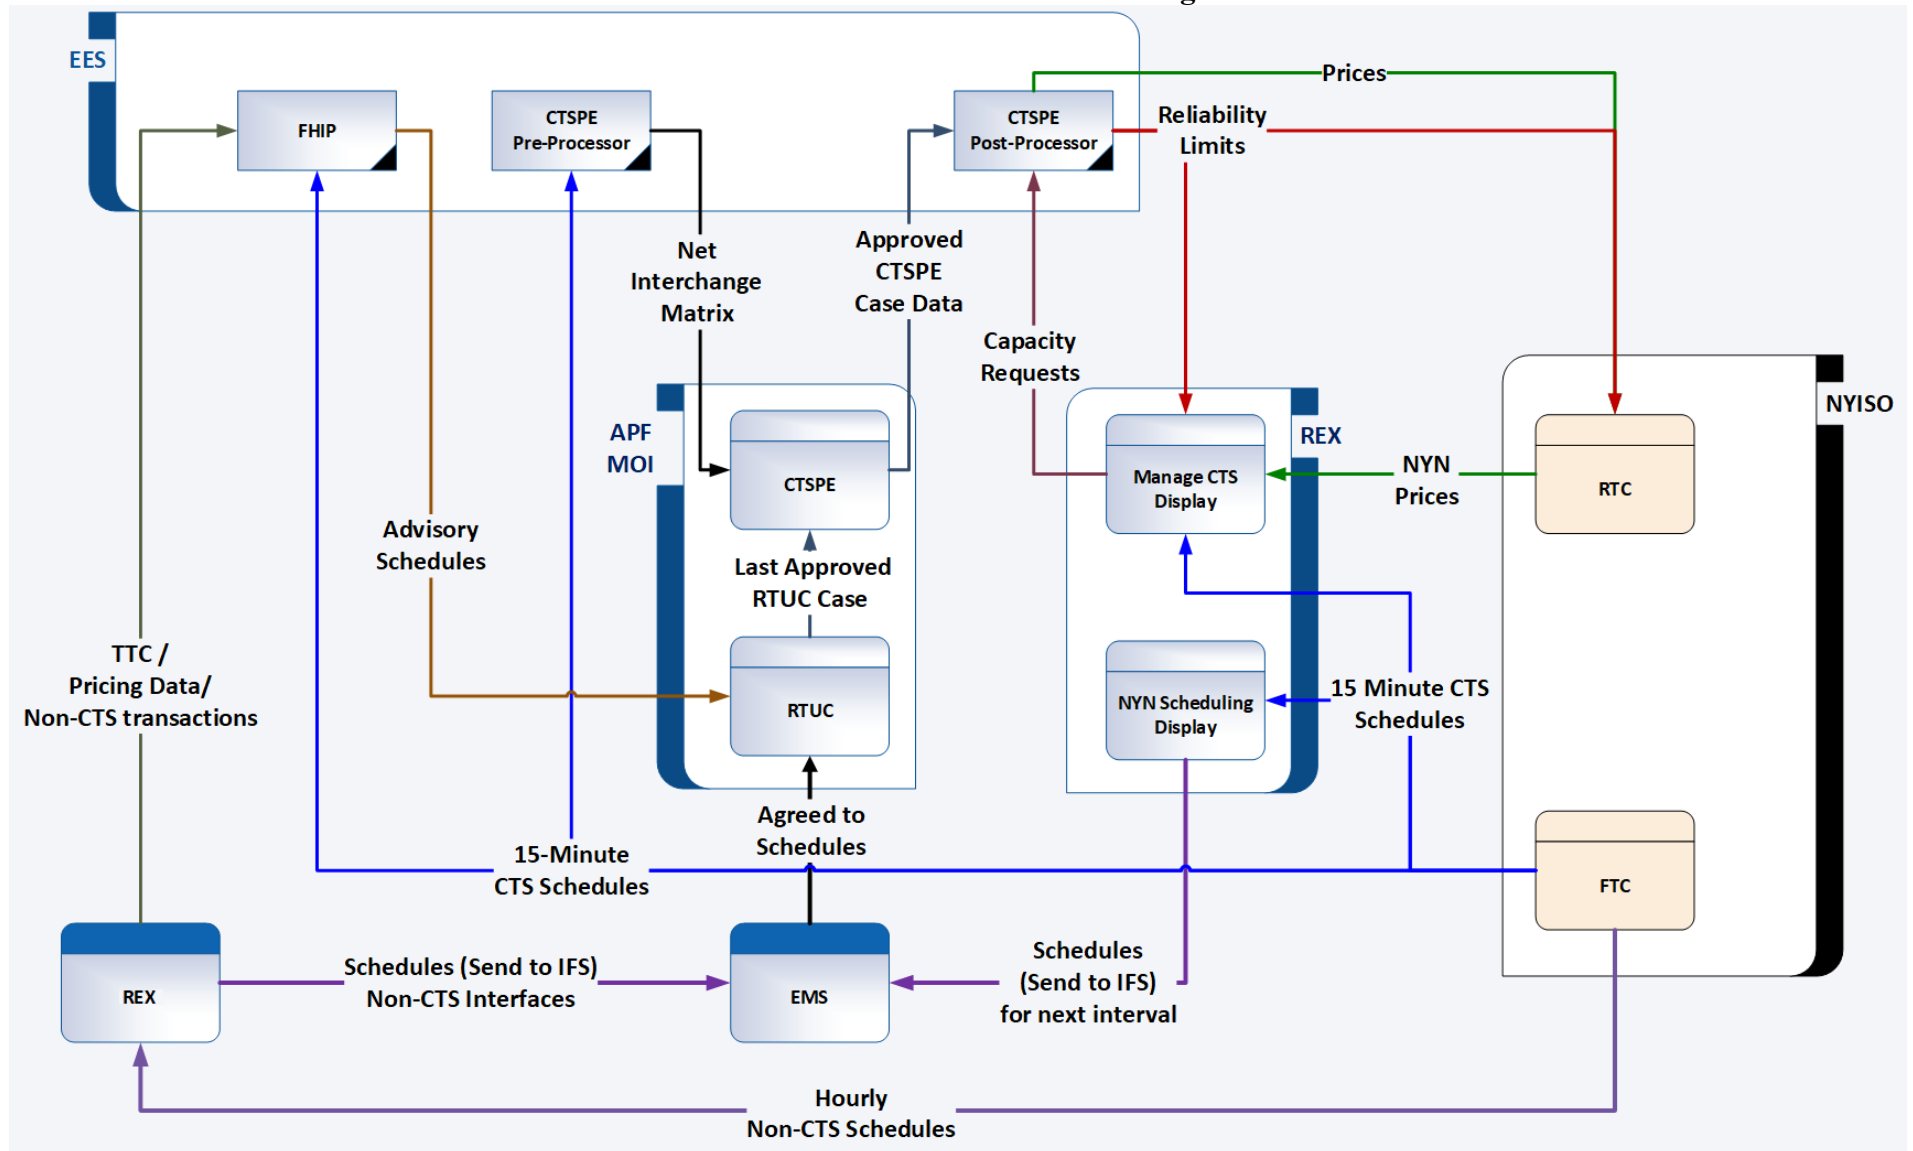 EES
FHIP
CTSPE
Pre-Processor
CTSPE
Post-Processor
Prices
Reliability
Limits
Net
Interchange
Matrix
Approved
CTSPE
Case Data
Capacity
Requests
NYISO
APF
MOI
CTSPE
REX
Manage CTS
Display
NYN
Prices
RTC
Advisory
Schedules
Last Approved
RTUC Case
RTUC
NYN Scheduling
Display
15 Minute CTS
Schedules
TTC /
Pricing Data/
Non-CTS transactions
Agreed to
Schedules
15-Minute
CTS Schedules
FTC
REX
Schedules (Send to IFS)
Non-CTS Interfaces
EMS
Schedules
(Send to IFS)
for next interval
Hourly
Non-CTS Schedules